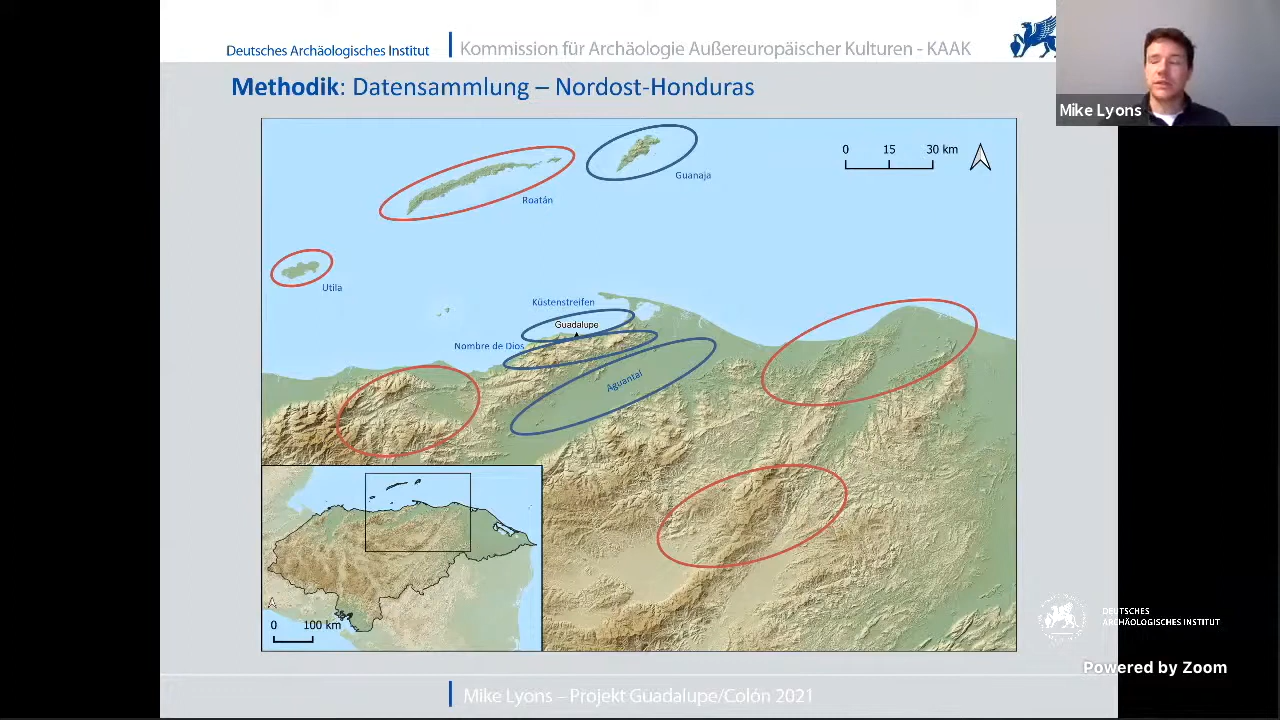 Deutsches Archäologisches Institut
Kommission für Archäologie Außereuropäischer Kulturen - KAAK
Mike Lyons
Methodik: Datensammlung – Nordost-Honduras
0 15 30 km
Guanaja
Roatán
Utila
Küstenstreifen
Guadalupe
Nombre de Dios
Aguantal
0 100 km
DEUTSCHES
ARCHÄOLOGISCHES INSTITUT
Powered by Zoom
Mike Lyons – Projekt Guadalupe/Colón 2021